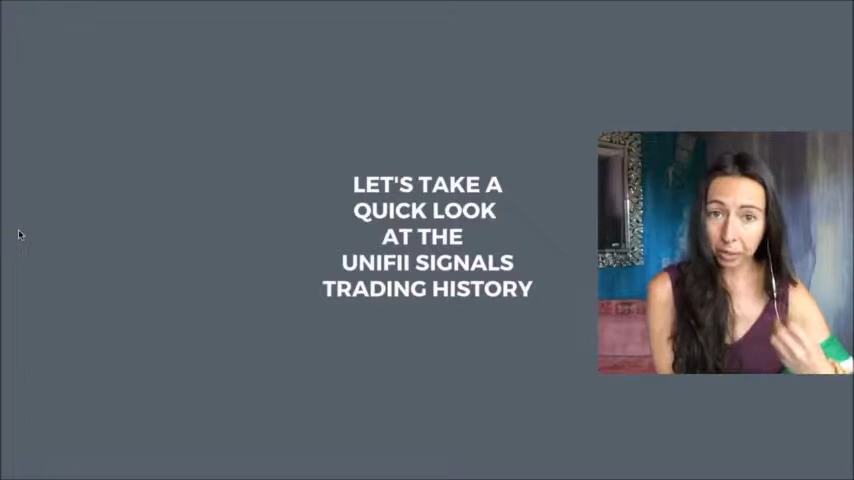 LET'S TAKE A
QUICK LOOK
AT THE
UNIFII SIGNALS
TRADING HISTORY